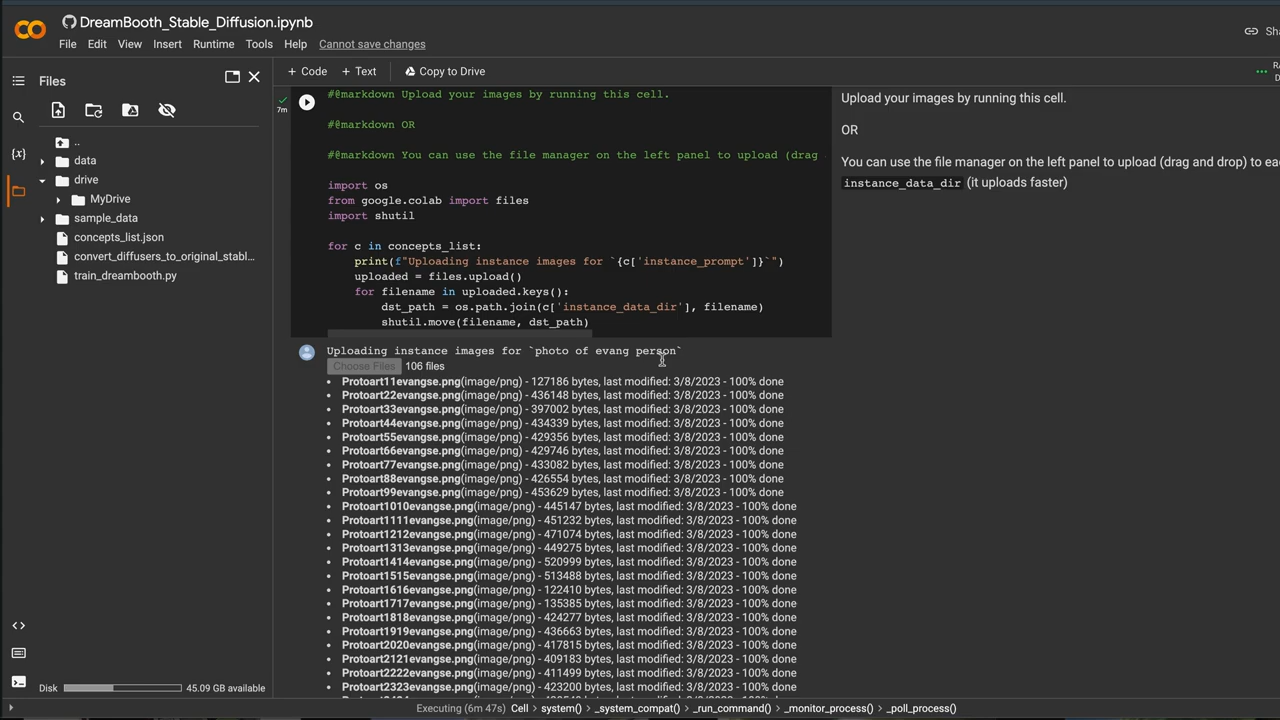 DreamBooth_Stable_Diffusion.ipynb
File Edit View Insert Runtime Tools Help Cannot save changes
Files
+ Code + Text Copy to Drive
..
data
drive
MyDrive
sample_data
concepts_list.json
convert_diffusers_to_original_stabl...
train_dreambooth.py
Disk 45.09 GB available
7m
#@markdown Upload your images by running this cell.
#@markdown OR
#@markdown You can use the file manager on the left panel to upload (drag
import os
from google.colab import files
import shutil
for c in concepts_list:
print(f"Uploading instance images for `{c['instance_prompt']}`")
uploaded = files.upload()
for filename in uploaded.keys():
dst_path = os.path.join(c['instance_data_dir'], filename)
shutil.move(filename, dst_path)
Upload your images by running this cell.
OR
You can use the file manager on the left panel to upload (drag and drop) to
instance_data_dir (it uploads faster)
Uploading instance images for `photo of evang person`
Choose Files 106 files
Protoart11evangse.png(image/png) - 127186 bytes, last modified: 3/8/2023 - 100% done
Protoart22evangse.png(image/png) - 436148 bytes, last modified: 3/8/2023 - 100% done
Protoart33evangse.png(image/png) - 397002 bytes, last modified: 3/8/2023 - 100% done
Protoart44evangse.png(image/png) - 434339 bytes, last modified: 3/8/2023 - 100% done
Protoart55evangse.png(image/png) - 429356 bytes, last modified: 3/8/2023 - 100% done
Protoart66evangse.png(image/png) - 429746 bytes, last modified: 3/8/2023 - 100% done
Protoart77evangse.png(image/png) - 433082 bytes, last modified: 3/8/2023 - 100% done
Protoart88evangse.png(image/png) - 426554 bytes, last modified: 3/8/2023 - 100% done
Protoart99evangse.png(image/png) - 453629 bytes, last modified: 3/8/2023 - 100% done
Protoart1010evangse.png(image/png) - 445147 bytes, last modified: 3/8/2023 - 100% done
Protoart1111evangse.png(image/png) - 451232 bytes, last modified: 3/8/2023 - 100% done
Protoart1212evangse.png(image/png) - 471074 bytes, last modified: 3/8/2023 - 100% done
Protoart1313evangse.png(image/png) - 449275 bytes, last modified: 3/8/2023 - 100% done
Protoart1414evangse.png(image/png) - 520999 bytes, last modified: 3/8/2023 - 100% done
Protoart1515evangse.png(image/png) - 513488 bytes, last modified: 3/8/2023 - 100% done
Protoart1616evangse.png(image/png) - 122410 bytes, last modified: 3/8/2023 - 100% done
Protoart1717evangse.png(image/png) - 135385 bytes, last modified: 3/8/2023 - 100% done
Protoart1818evangse.png(image/png) - 424277 bytes, last modified: 3/8/2023 - 100% done
Protoart1919evangse.png(image/png) - 436663 bytes, last modified: 3/8/2023 - 100% done
Protoart2020evangse.png(image/png) - 417815 bytes, last modified: 3/8/2023 - 100% done
Protoart2121evangse.png(image/png) - 409183 bytes, last modified: 3/8/2023 - 100% done
Protoart2222evangse.png(image/png) - 411499 bytes, last modified: 3/8/2023 - 100% done
Protoart2323evangse.png(image/png) - 423200 bytes, last modified: 3/8/2023 - 100% done
Executing (6m 47s) Cell > system() > _system_compat() > _run_command() > _monitor_process() > _poll_process()